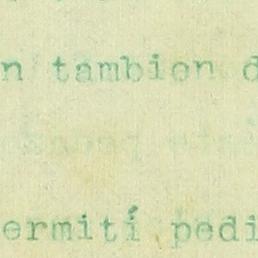 n tambien d
ermití pedi